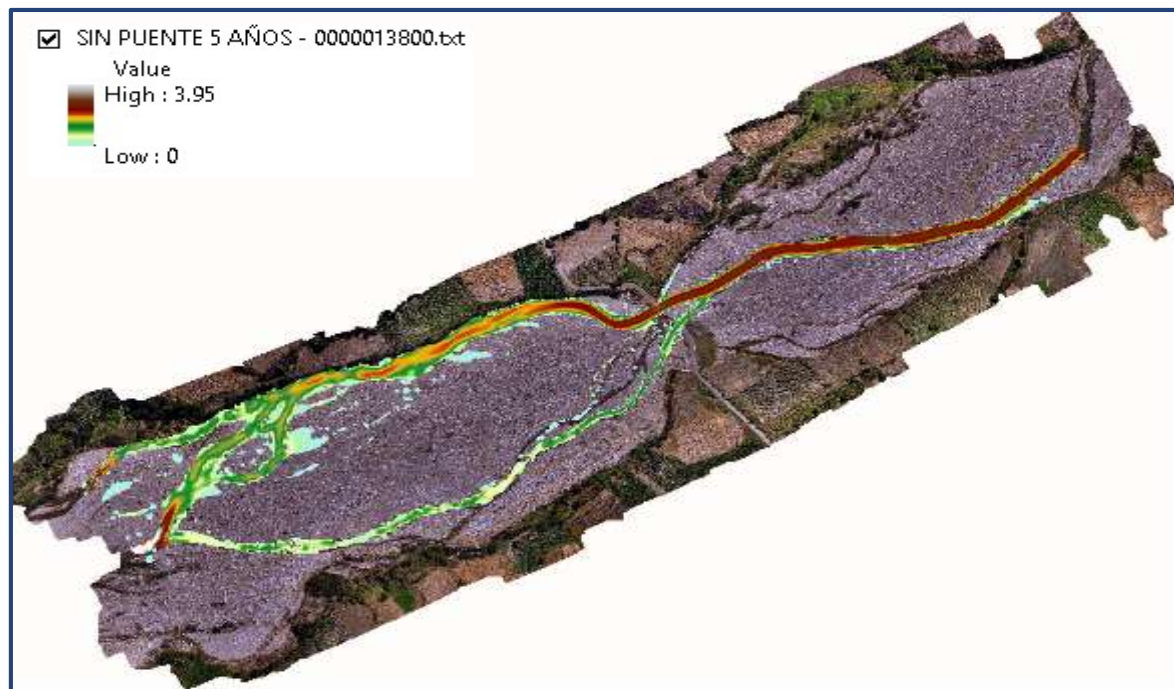 SIN PUENTE 5 AÑOS - 0000013800.txt
Value
High : 3.95
Low : 0